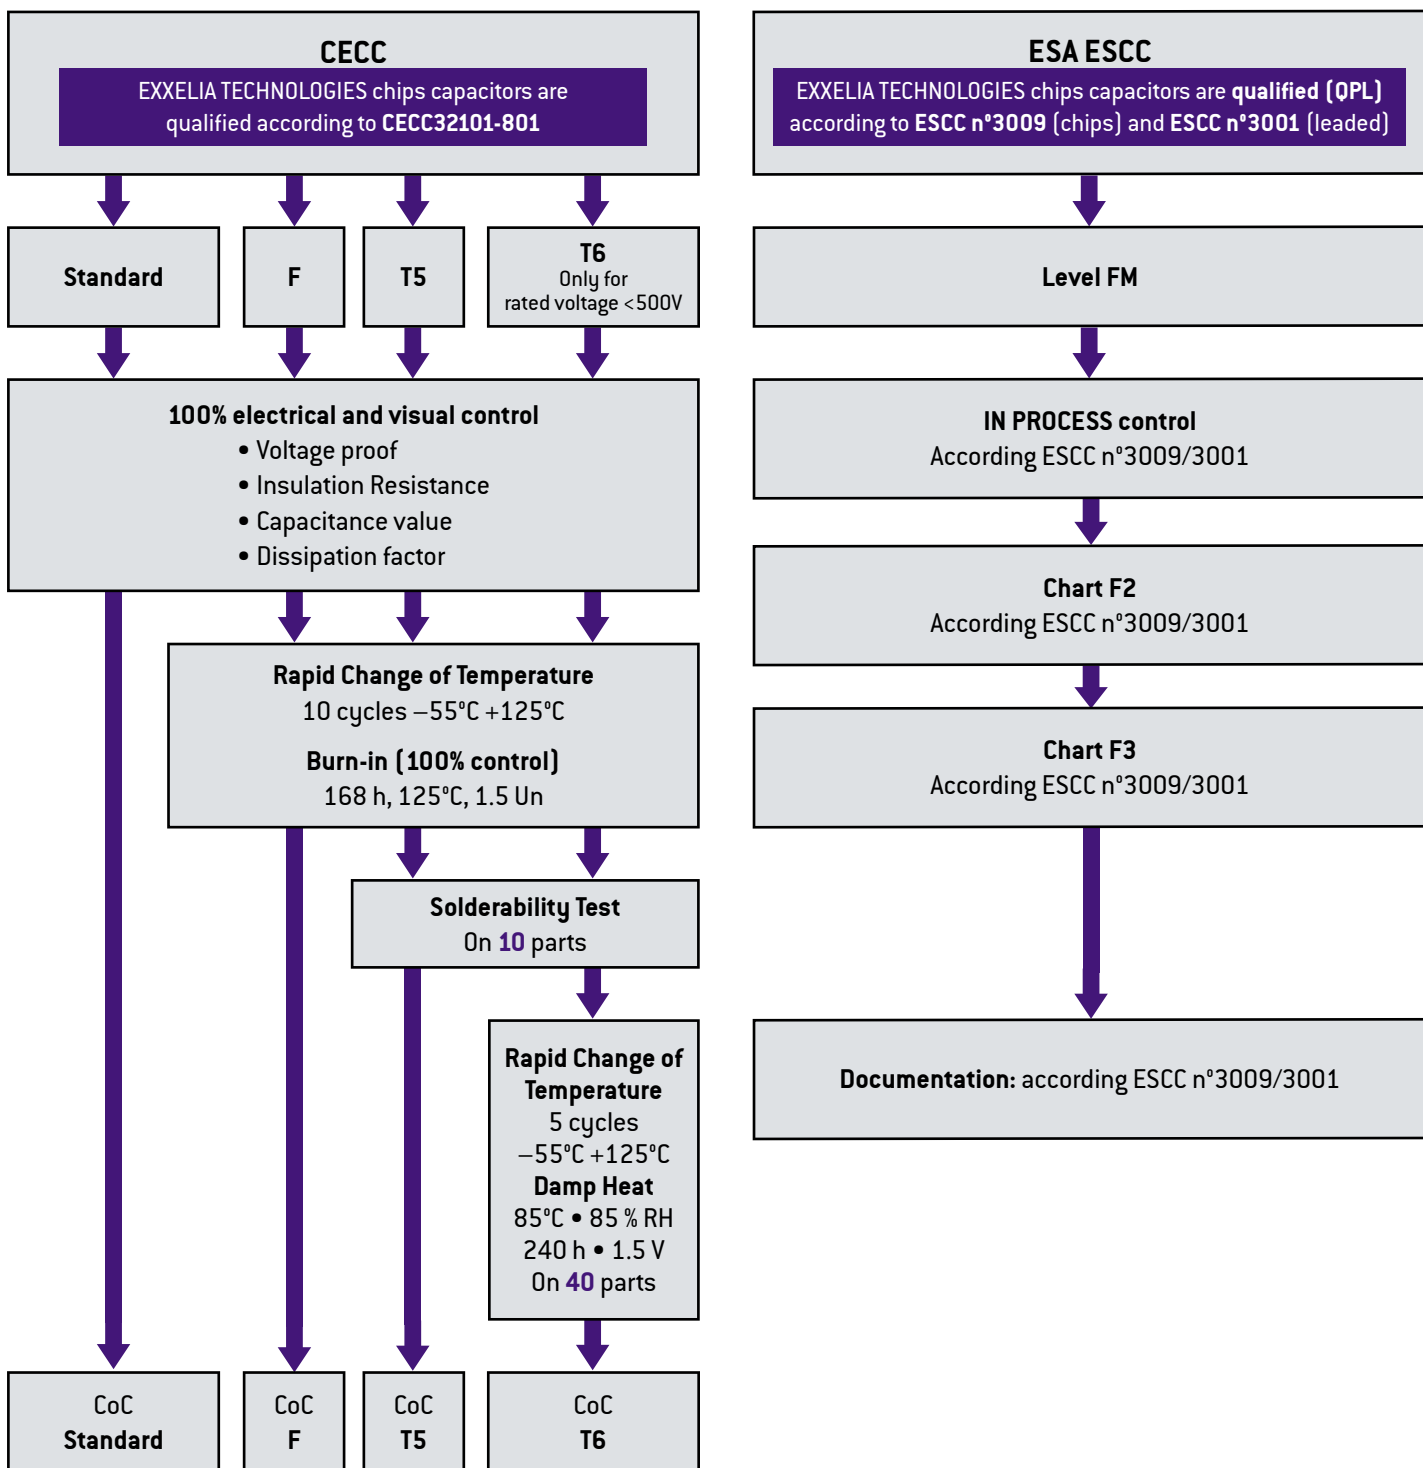 CECC
EXXELIA TECHNOLOGIES chips capacitors are
qualified according to CECC32101-801
Standard
F
T5
T6
Only for
rated voltage <500V
100% electrical and visual control
• Voltage proof
• Insulation Resistance
• Capacitance value
• Dissipation factor
Rapid Change of Temperature
10 cycles –55°C +125°C
Burn-in (100% control)
168 h, 125°C, 1.5 Un
Solderability Test
On 10 parts
Rapid Change of
Temperature
5 cycles
–55°C +125°C
Damp Heat
85°C • 85 % RH
240 h • 1.5 V
On 40 parts
CoC
Standard
CoC
F
CoC
T5
CoC
T6
ESA ESCC
EXXELIA TECHNOLOGIES chips capacitors are qualified (QPL)
according to ESCC n°3009 (chips) and ESCC n°3001 (leaded)
Level FM
IN PROCESS control
According ESCC n°3009/3001
Chart F2
According ESCC n°3009/3001
Chart F3
According ESCC n°3009/3001
Documentation: according ESCC n°3009/3001